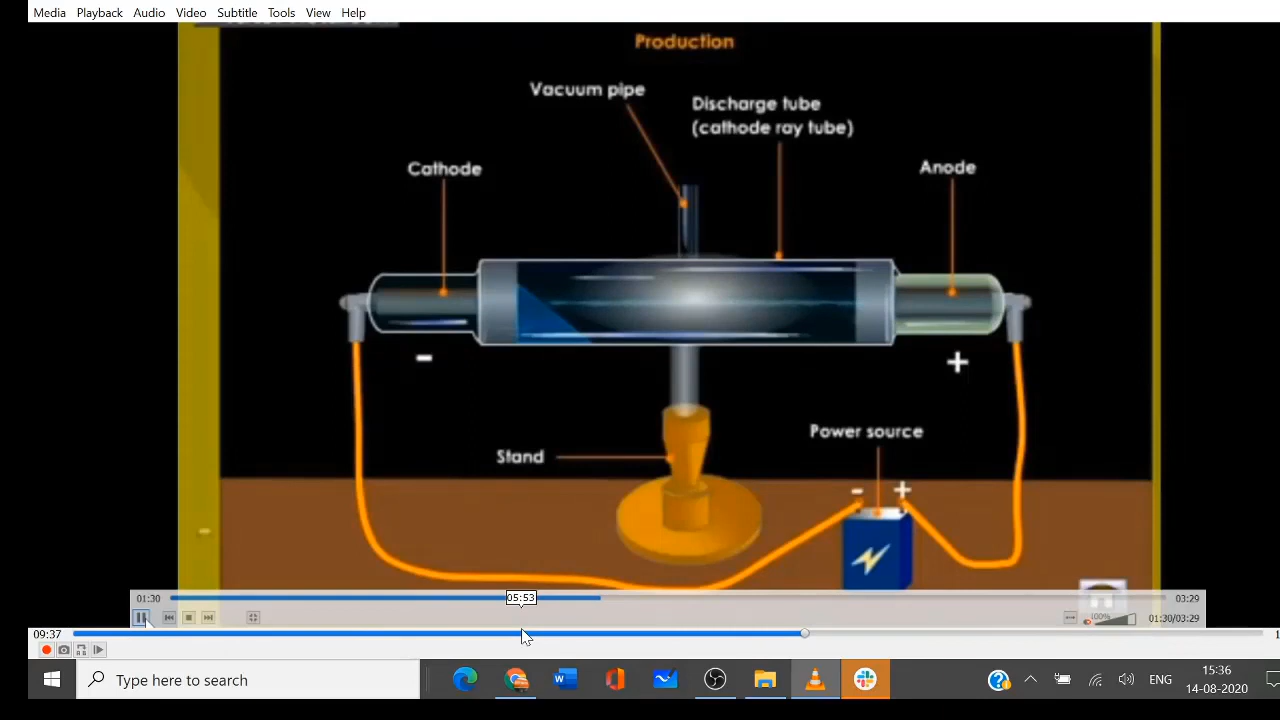 Media Playback Audio Video Subtitle Tools View Help
Production
Vacuum pipe
Discharge tube
(cathode ray tube)
Cathode
Anode
-
+
Power source
Stand
- +
01:30
05:53
03:29
100%
01:30/03:29
09:37
1
Type here to search
ENG
15:36
14-08-2020